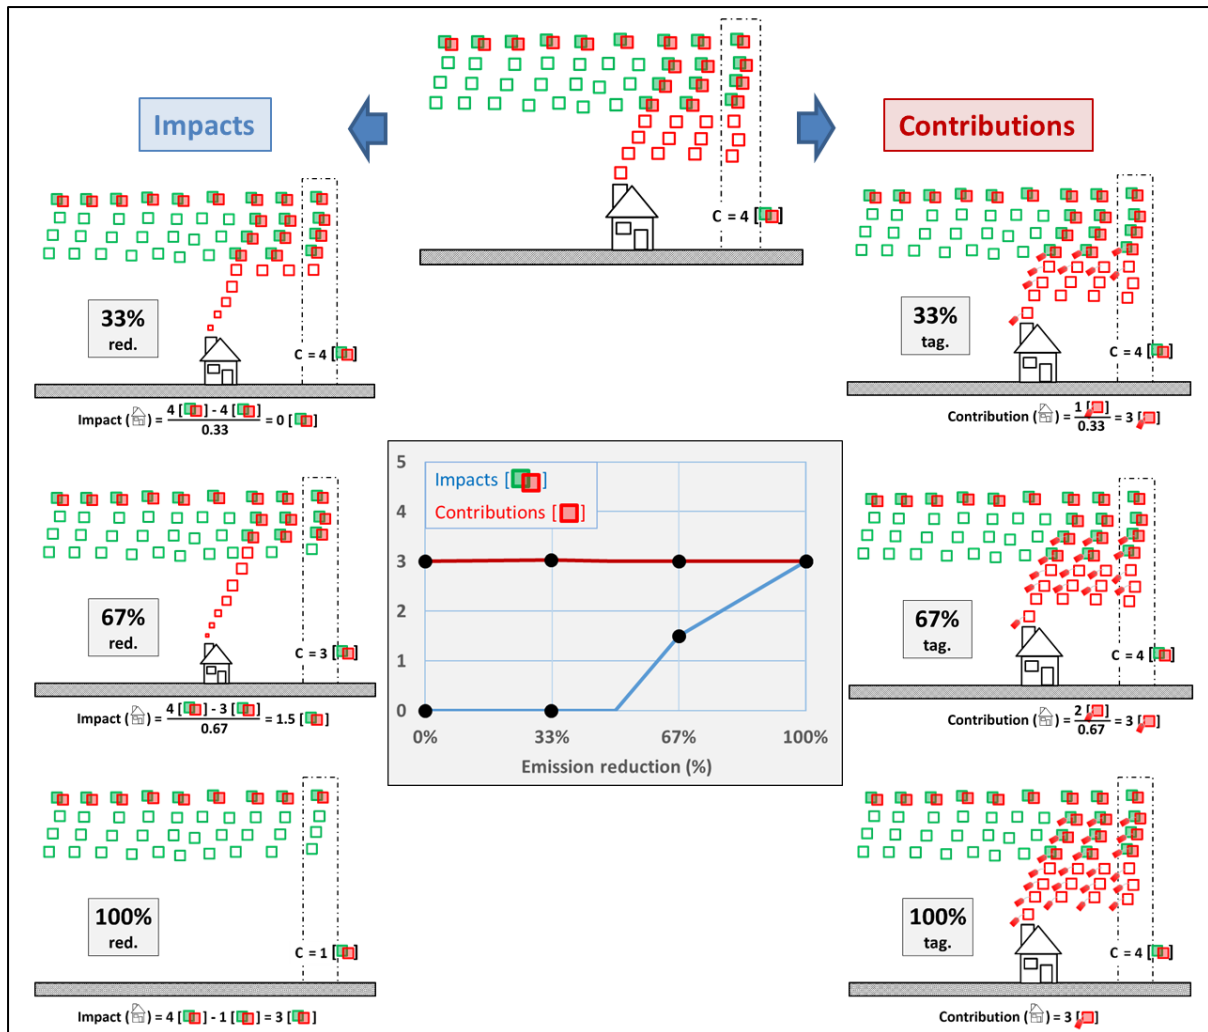 Impacts
Contributions
C = 4 [ ]
33%
red.
C = 4 [ ]
Impact ( ) = 4 [ ] - 4 [ ] / 0.33 = 0 [ ]
33%
tag.
C = 4 [ ]
Contribution ( ) = 1 [ ] / 0.33 = 3 [ ]
5
4
3
2
1
0
Impacts [ ]
Contributions [ ]
0%
33%
67%
100%
Emission reduction (%)
67%
red.
C = 3 [ ]
Impact ( ) = 4 [ ] - 3 [ ] / 0.67 = 1.5 [ ]
67%
tag.
C = 4 [ ]
Contribution ( ) = 2 [ ] / 0.67 = 3 [ ]
100%
red.
C = 1 [ ]
Impact ( ) = 4 [ ] - 1 [ ] = 3 [ ]
100%
tag.
C = 4 [ ]
Contribution ( ) = 3 [ ]